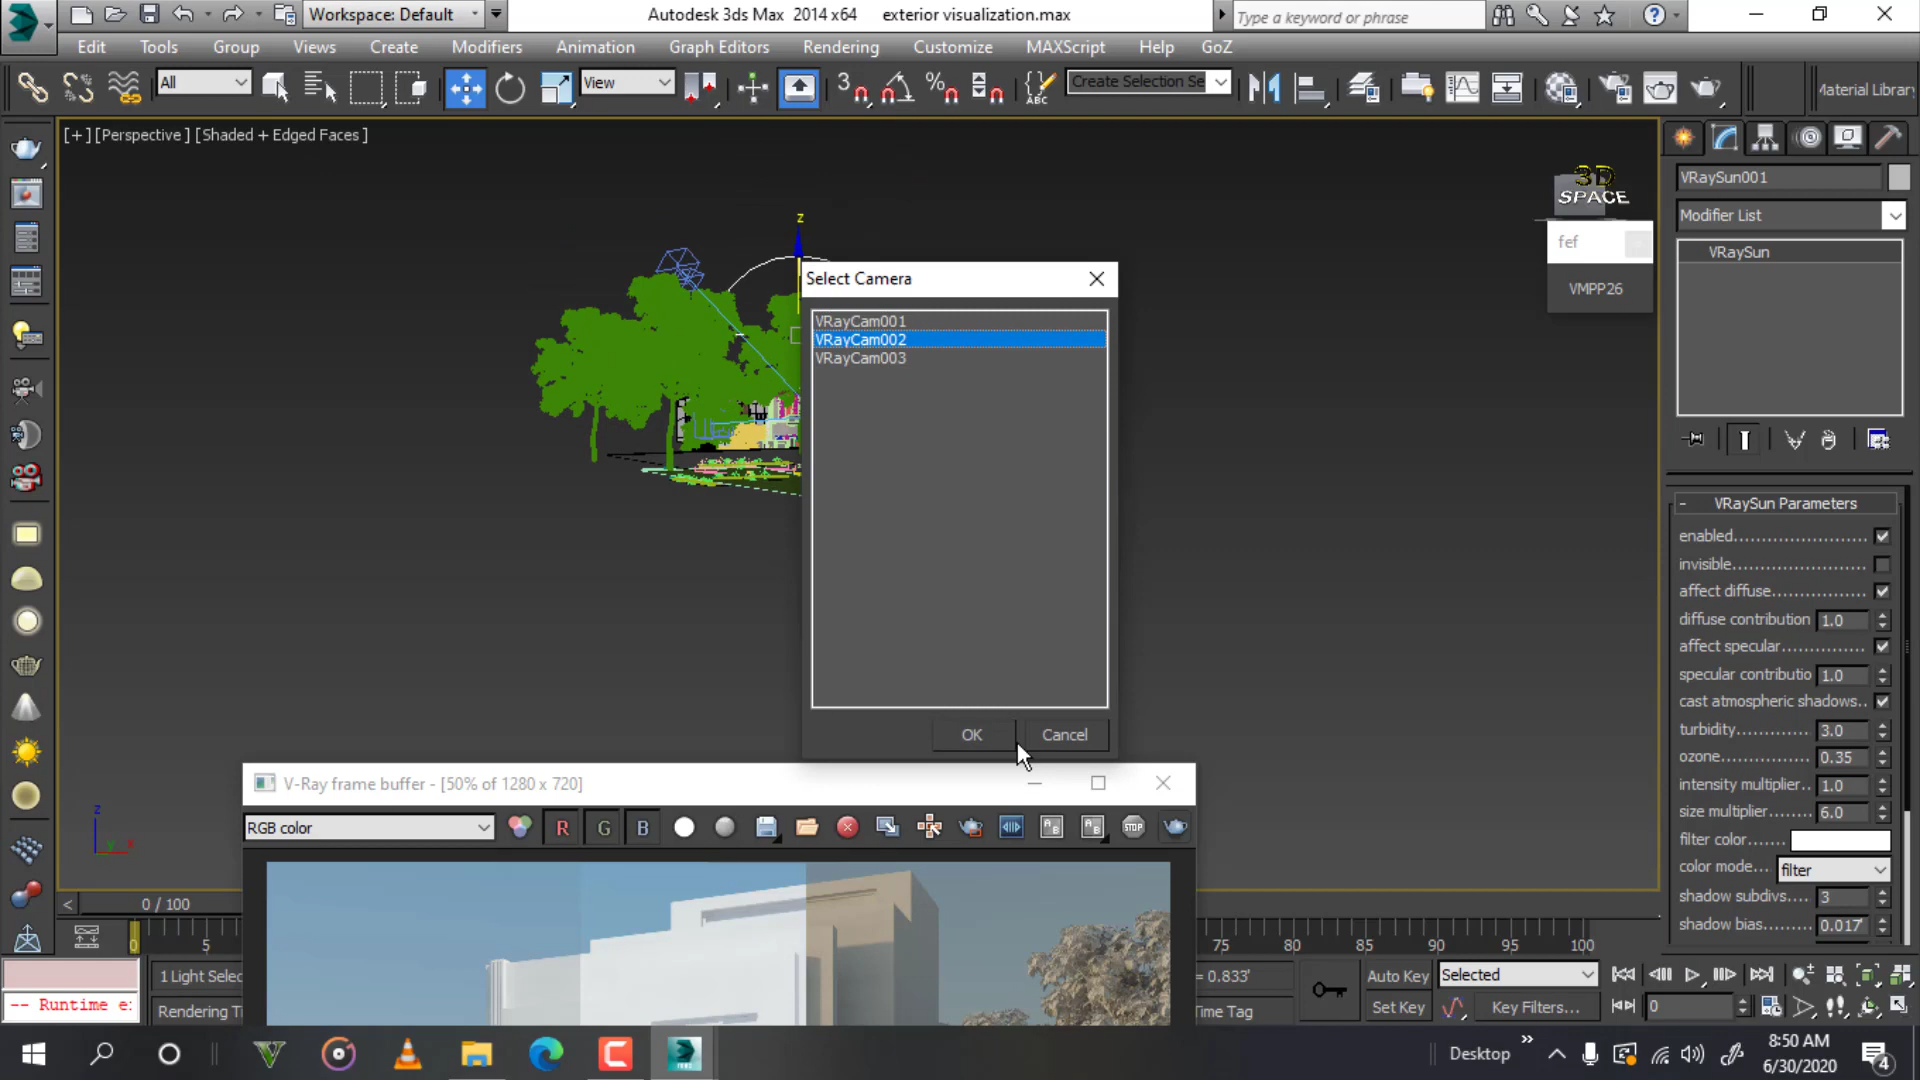 Workspace: Default
Autodesk 3ds Max 2014 x64 exterior visualization.max
Type a keyword or phrase
Edit Tools Group Views Create Modifiers Animation Graph Editors Rendering Customize MAXScript Help GoZ
All
View
3
%
ABC
Create Selection Se
Material Library
[+] [Perspective] [Shaded + Edged Faces]
3D
SPACE
fef
VMPP26
z
Select Camera
VRayCam001
VRayCam002
VRayCam003
OK Cancel
VRaySun001
Modifier List
VRaySun
- VRaySun Parameters
enabled
invisible
affect diffuse
diffuse contribution 1.0
affect specular
specular contributio 1.0
cast atmospheric shadows
turbidity 3.0
ozone 0.35
intensity multiplier 1.0
size multiplier 6.0
filter color
color mode filter
shadow subdivs 3
shadow bias 0.017'
V-Ray frame buffer - [50% of 1280 x 720]
RGB color
R G B
STOP
z
y
x
< 0 / 100
0 5 75 80 85 90 95 100
-- Runtime e
1 Light Selec
Rendering Ti
= 0.833'
Time Tag
Auto Key Selected
Set Key Key Filters... 0
Desktop
8:50 AM
6/30/2020
4